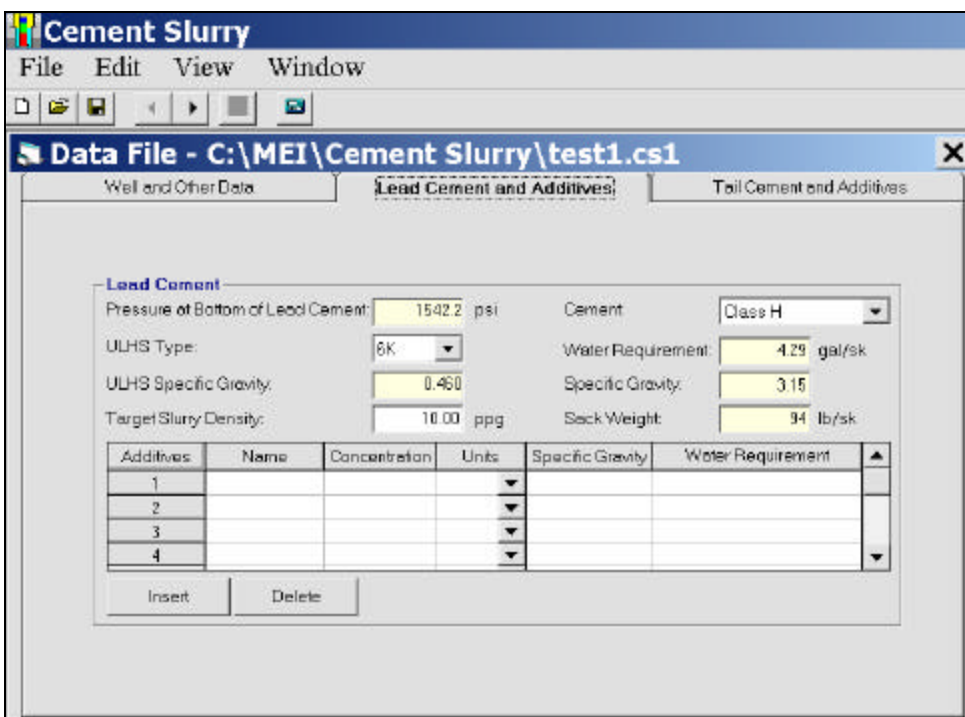 Cement Slurry
File Edit View Window
Data File - C:\MEI\Cement Slurry\test1.cs1
Well and Other Data Lead Cement and Additives Tail Cement and Additives
Lead Cement
Pressure at Bottom of Lead Cement: 1542.2 psi Cement Class H
ULHS Type: 6K Water Requirement: 4.29 gal/sk
ULHS Specific Gravity: 0.460 Specific Gravity: 3.15
Target Slurry Density: 10.00 ppg Sack Weight: 94 lb/sk
Additives Name Concentration Units Specific Gravity Water Requirement
1
2
3
4
Insert Delete